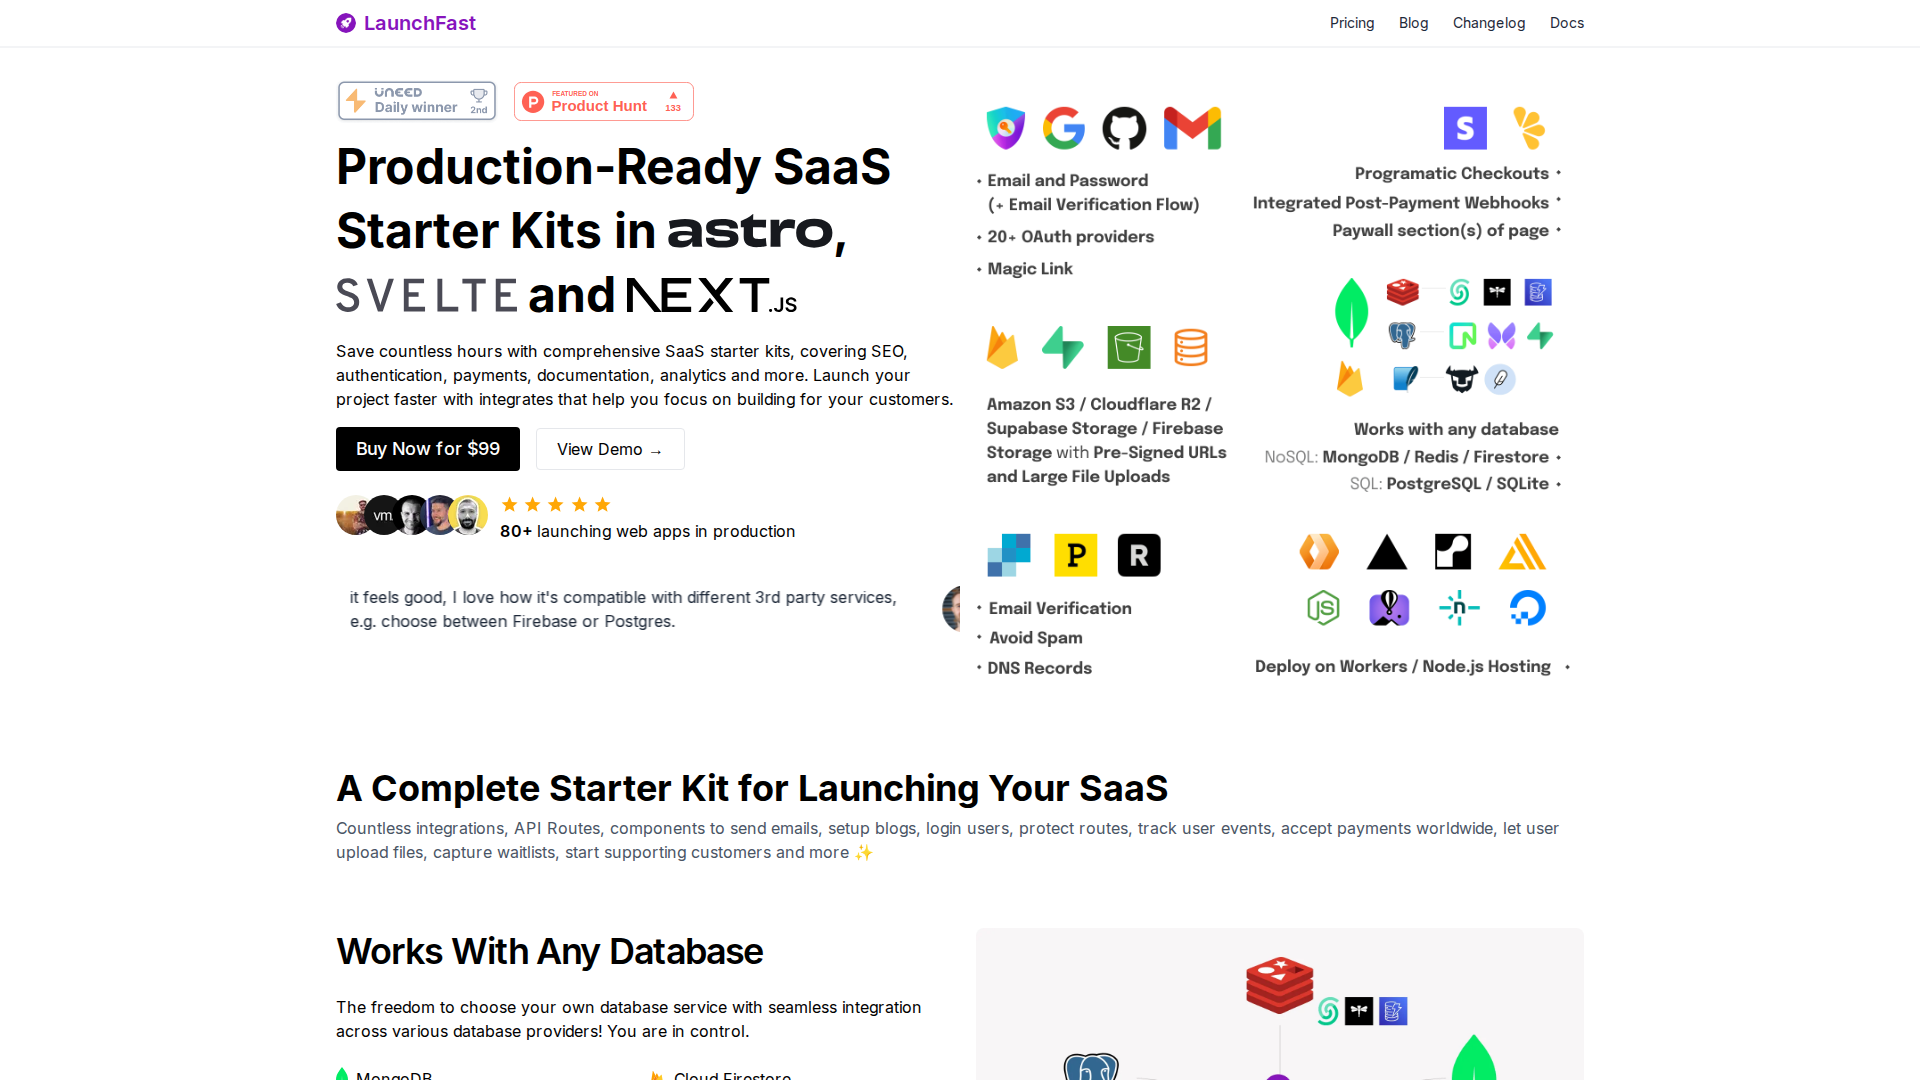 LaunchFast
Pricing
Blog
Changelog
Docs
UNEED
Daily winner
2nd
FEATURED ON
Product Hunt
133
Production-Ready SaaS
Starter Kits in astro,
SVELTE and NEXT.JS
Save countless hours with comprehensive SaaS starter kits, covering SEO,
authentication, payments, documentation, analytics and more. Launch your
project faster with integrates that help you focus on building for your customers.
Buy Now for $99
View Demo →
vm.
80+ launching web apps in production
it feels good, I love how it's compatible with different 3rd party services,
e.g. choose between Firebase or Postgres.
• Email and Password
(+ Email Verification Flow)
• 20+ OAuth providers
• Magic Link
S
Programatic Checkouts •
Integrated Post-Payment Webhooks •
Paywall section(s) of page •
Amazon S3 / Cloudflare R2 /
Supabase Storage / Firebase
Storage with Pre-Signed URLs
and Large File Uploads
Works with any database
NoSQL: MongoDB / Redis / Firestore •
SQL: PostgreSQL / SQLite •
P
R
• Email Verification
• Avoid Spam
• DNS Records
JS
n
Deploy on Workers / Node.js Hosting •
A Complete Starter Kit for Launching Your SaaS
Countless integrations, API Routes, components to send emails, setup blogs, login users, protect routes, track user events, accept payments worldwide, let user
upload files, capture waitlists, start supporting customers and more ✨
Works With Any Database
The freedom to choose your own database service with seamless integration
across various database providers! You are in control.
MongoDB
Cloud Firestore